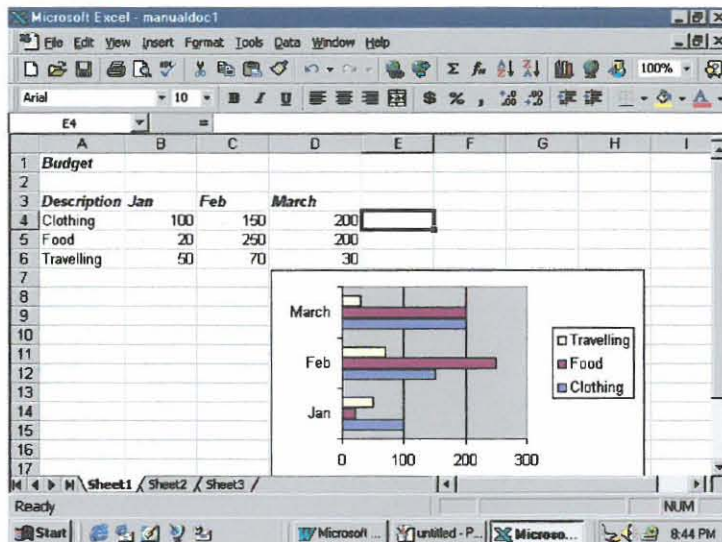 Microsoft Excel - manualdoc1
File Edit View Insert Format Tools Data Window Help
Σ fx 100%
Arial 10 B I U $ % ,
E4 =
A B C D E F G H I
1 Budget
2
3 Description Jan Feb March
4 Clothing 100 150 200
5 Food 20 250 200
6 Travelling 50 70 30
7
8
9
10
11
12
13
14
15
16
17
March
Feb
Jan
0 100 200 300
Travelling
Food
Clothing
Sheet1 Sheet2 Sheet3
Ready NUM
Start Microsoft ... untitled - P... Microso... 8:44 PM